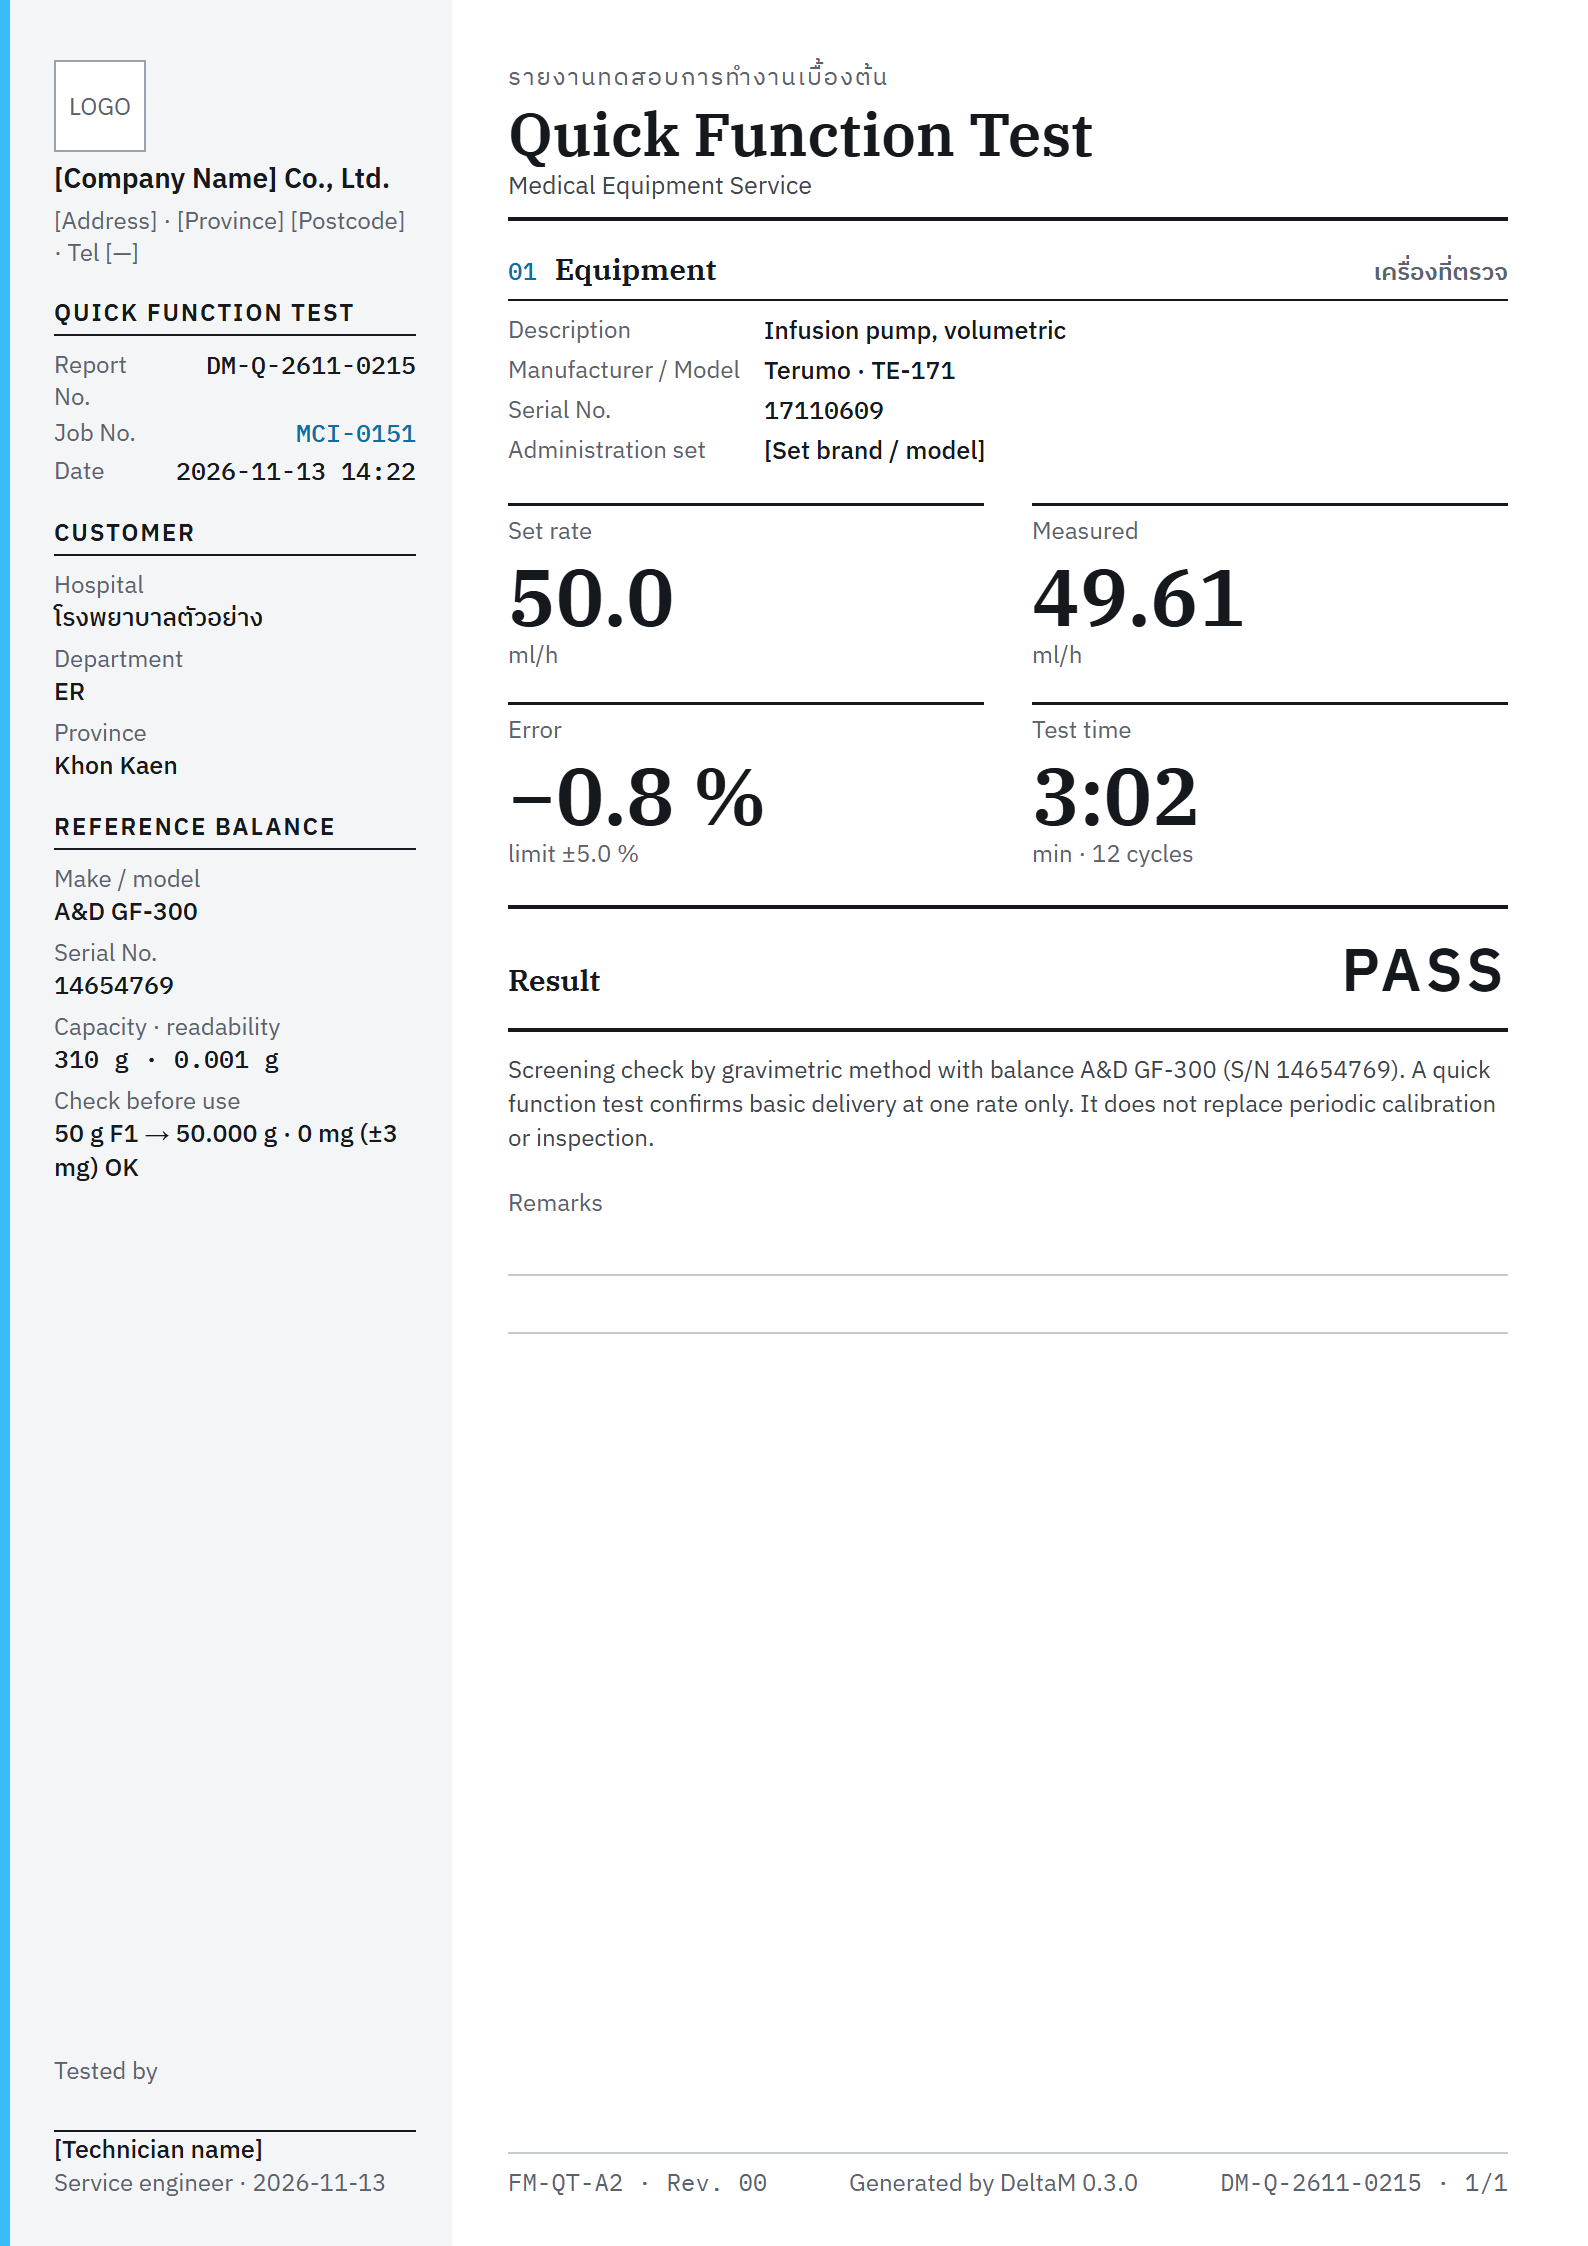 LOGO
[Company Name] Co., Ltd.
[Address] · [Province] [Postcode]
· Tel [—]
QUICK FUNCTION TEST
Report No. DM-Q-2611-0215
Job No. MCI-0151
Date 2026-11-13 14:22
CUSTOMER
Hospital
โรงพยาบาลตัวอย่าง
Department
ER
Province
Khon Kaen
REFERENCE BALANCE
Make / model
A&D GF-300
Serial No.
14654769
Capacity · readability
310 g · 0.001 g
Check before use
50 g F1 → 50.000 g · 0 mg (±3
mg) OK
Tested by
[Technician name]
Service engineer · 2026-11-13
รายงานทดสอบการทำงานเบื้องต้น
Quick Function Test
Medical Equipment Service
01 Equipment เครื่องที่ตรวจ
Description Infusion pump, volumetric
Manufacturer / Model Terumo · TE-171
Serial No. 17110609
Administration set [Set brand / model]
Set rate
50.0
ml/h
Measured
49.61
ml/h
Error
−0.8 %
limit ±5.0 %
Test time
3:02
min · 12 cycles
Result PASS
Screening check by gravimetric method with balance A&D GF-300 (S/N 14654769). A quick
function test confirms basic delivery at one rate only. It does not replace periodic calibration
or inspection.
Remarks
FM-QT-A2 · Rev. 00 Generated by DeltaM 0.3.0 DM-Q-2611-0215 · 1/1